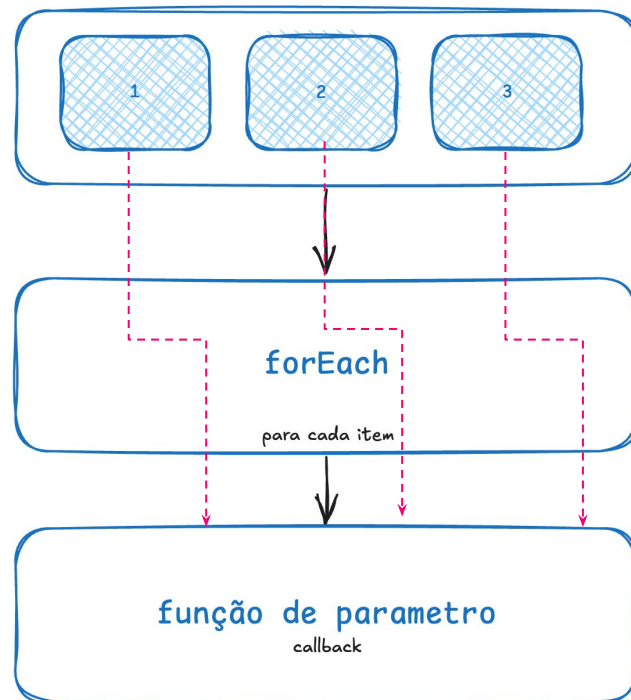 1 2 3
forEach
para cada item
função de parametro
callback